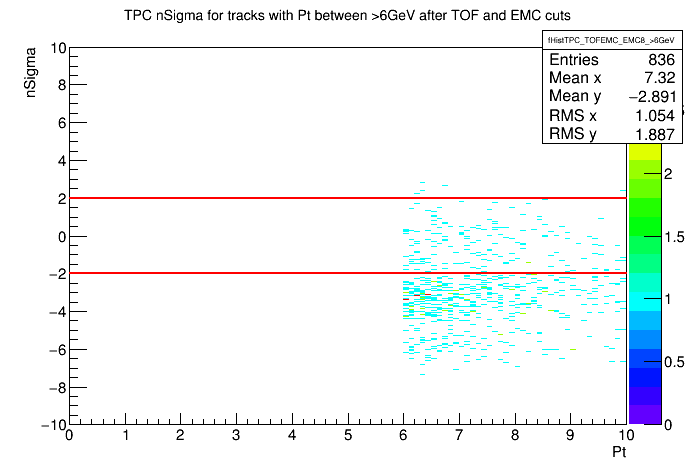 TPC nSigma for tracks with Pt between >6GeV after TOF and EMC cuts
fHistTPC_TOFEMC_EMC8_>6GeV
Entries 836
Mean x 7.32
Mean y −2.891
RMS x 1.054
RMS y 1.887
nSigma
10
8
6
4
2
0
−2
−4
−6
−8
−10
0 1 2 3 4 5 6 7 8 9 10
Pt
2
1.5
1
0.5
0